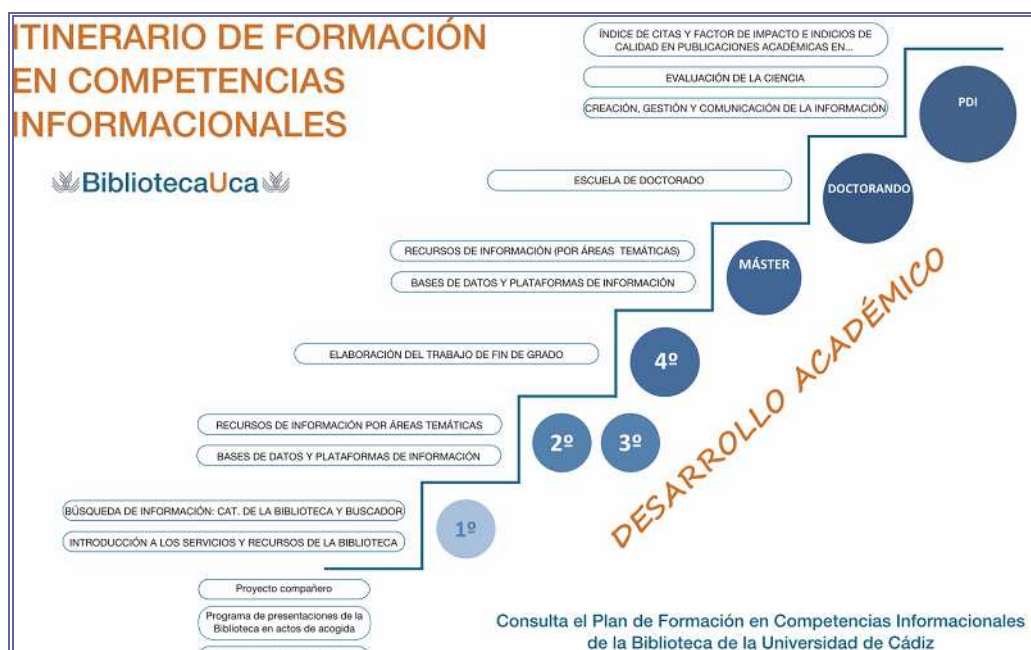 ITINERARIO DE FORMACIÓN
EN COMPETENCIAS
INFORMACIONALES
BibliotecaUca
ÍNDICE DE CITAS Y FACTOR DE IMPACTO E INDICIOS DE
CALIDAD EN PUBLICACIONES ACADÉMICAS EN...
EVALUACIÓN DE LA CIENCIA
CREACIÓN, GESTIÓN Y COMUNICACIÓN DE LA INFORMACIÓN
PDI
ESCUELA DE DOCTORADO
DOCTORANDO
RECURSOS DE INFORMACIÓN (POR ÁREAS TEMÁTICAS)
BASES DE DATOS Y PLATAFORMAS DE INFORMACIÓN
MÁSTER
ELABORACIÓN DEL TRABAJO DE FIN DE GRADO
4º
RECURSOS DE INFORMACIÓN POR ÁREAS TEMÁTICAS
BASES DE DATOS Y PLATAFORMAS DE INFORMACIÓN
2º
3º
BÚSQUEDA DE INFORMACIÓN: CAT. DE LA BIBLIOTECA Y BUSCADOR
INTRODUCCIÓN A LOS SERVICIOS Y RECURSOS DE LA BIBLIOTECA
1º
DESARROLLO ACADÉMICO
Proyecto compañero
Programa de presentaciones de la
Biblioteca en actos de acogida
Consulta el Plan de Formación en Competencias Informacionales
de la Biblioteca de la Universidad de Cádiz